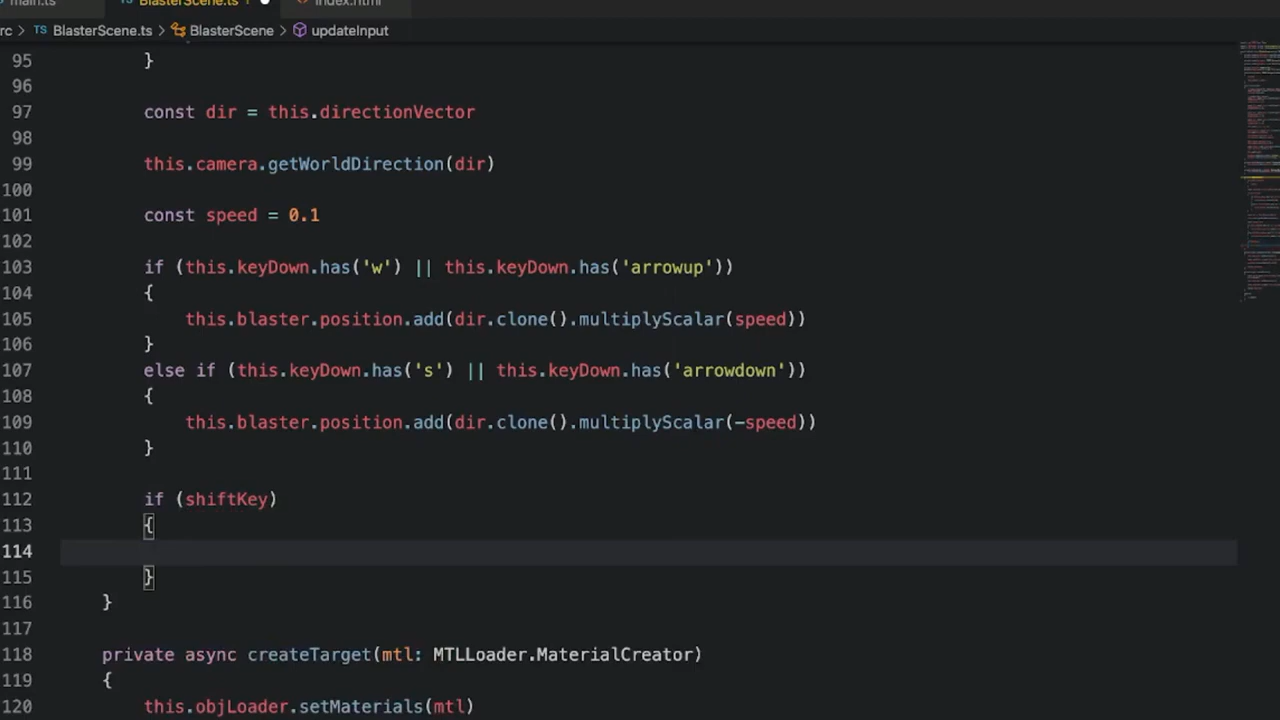 main.ts BlasterScene.ts index.html
rc > TS BlasterScene.ts > BlasterScene > updateInput
95 }
96
97 const dir = this.directionVector
98
99 this.camera.getWorldDirection(dir)
100
101 const speed = 0.1
102
103 if (this.keyDown.has('w') || this.keyDown.has('arrowup'))
104 {
105 this.blaster.position.add(dir.clone().multiplyScalar(speed))
106 }
107 else if (this.keyDown.has('s') || this.keyDown.has('arrowdown'))
108 {
109 this.blaster.position.add(dir.clone().multiplyScalar(-speed))
110 }
111
112 if (shiftKey)
113 {
114
115 }
116 }
117
118 private async createTarget(mtl: MTLLoader.MaterialCreator)
119 {
120 this.objLoader.setMaterials(mtl)